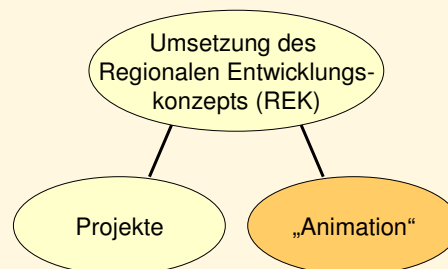 Umsetzung des
Regionalen Entwicklungs-
konzepts (REK)
Projekte
„Animation“